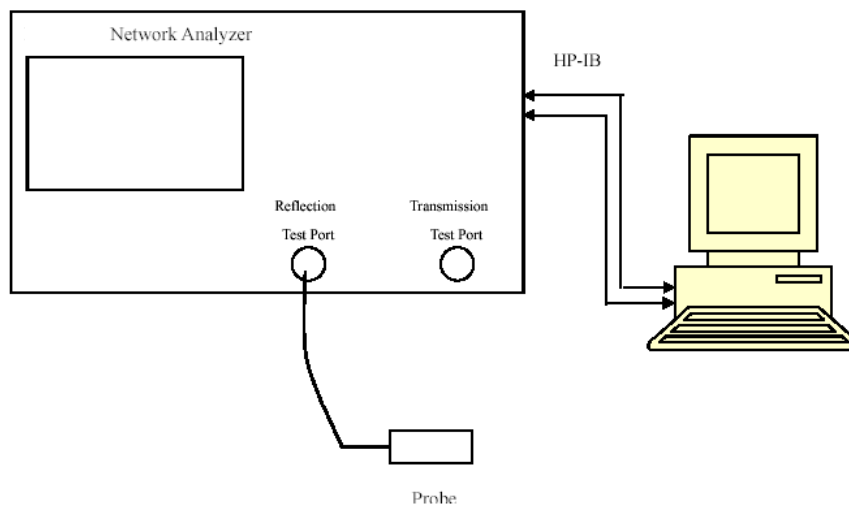 Network Analyzer
HP-IB
Reflection
Test Port
Transmission
Test Port
Probe